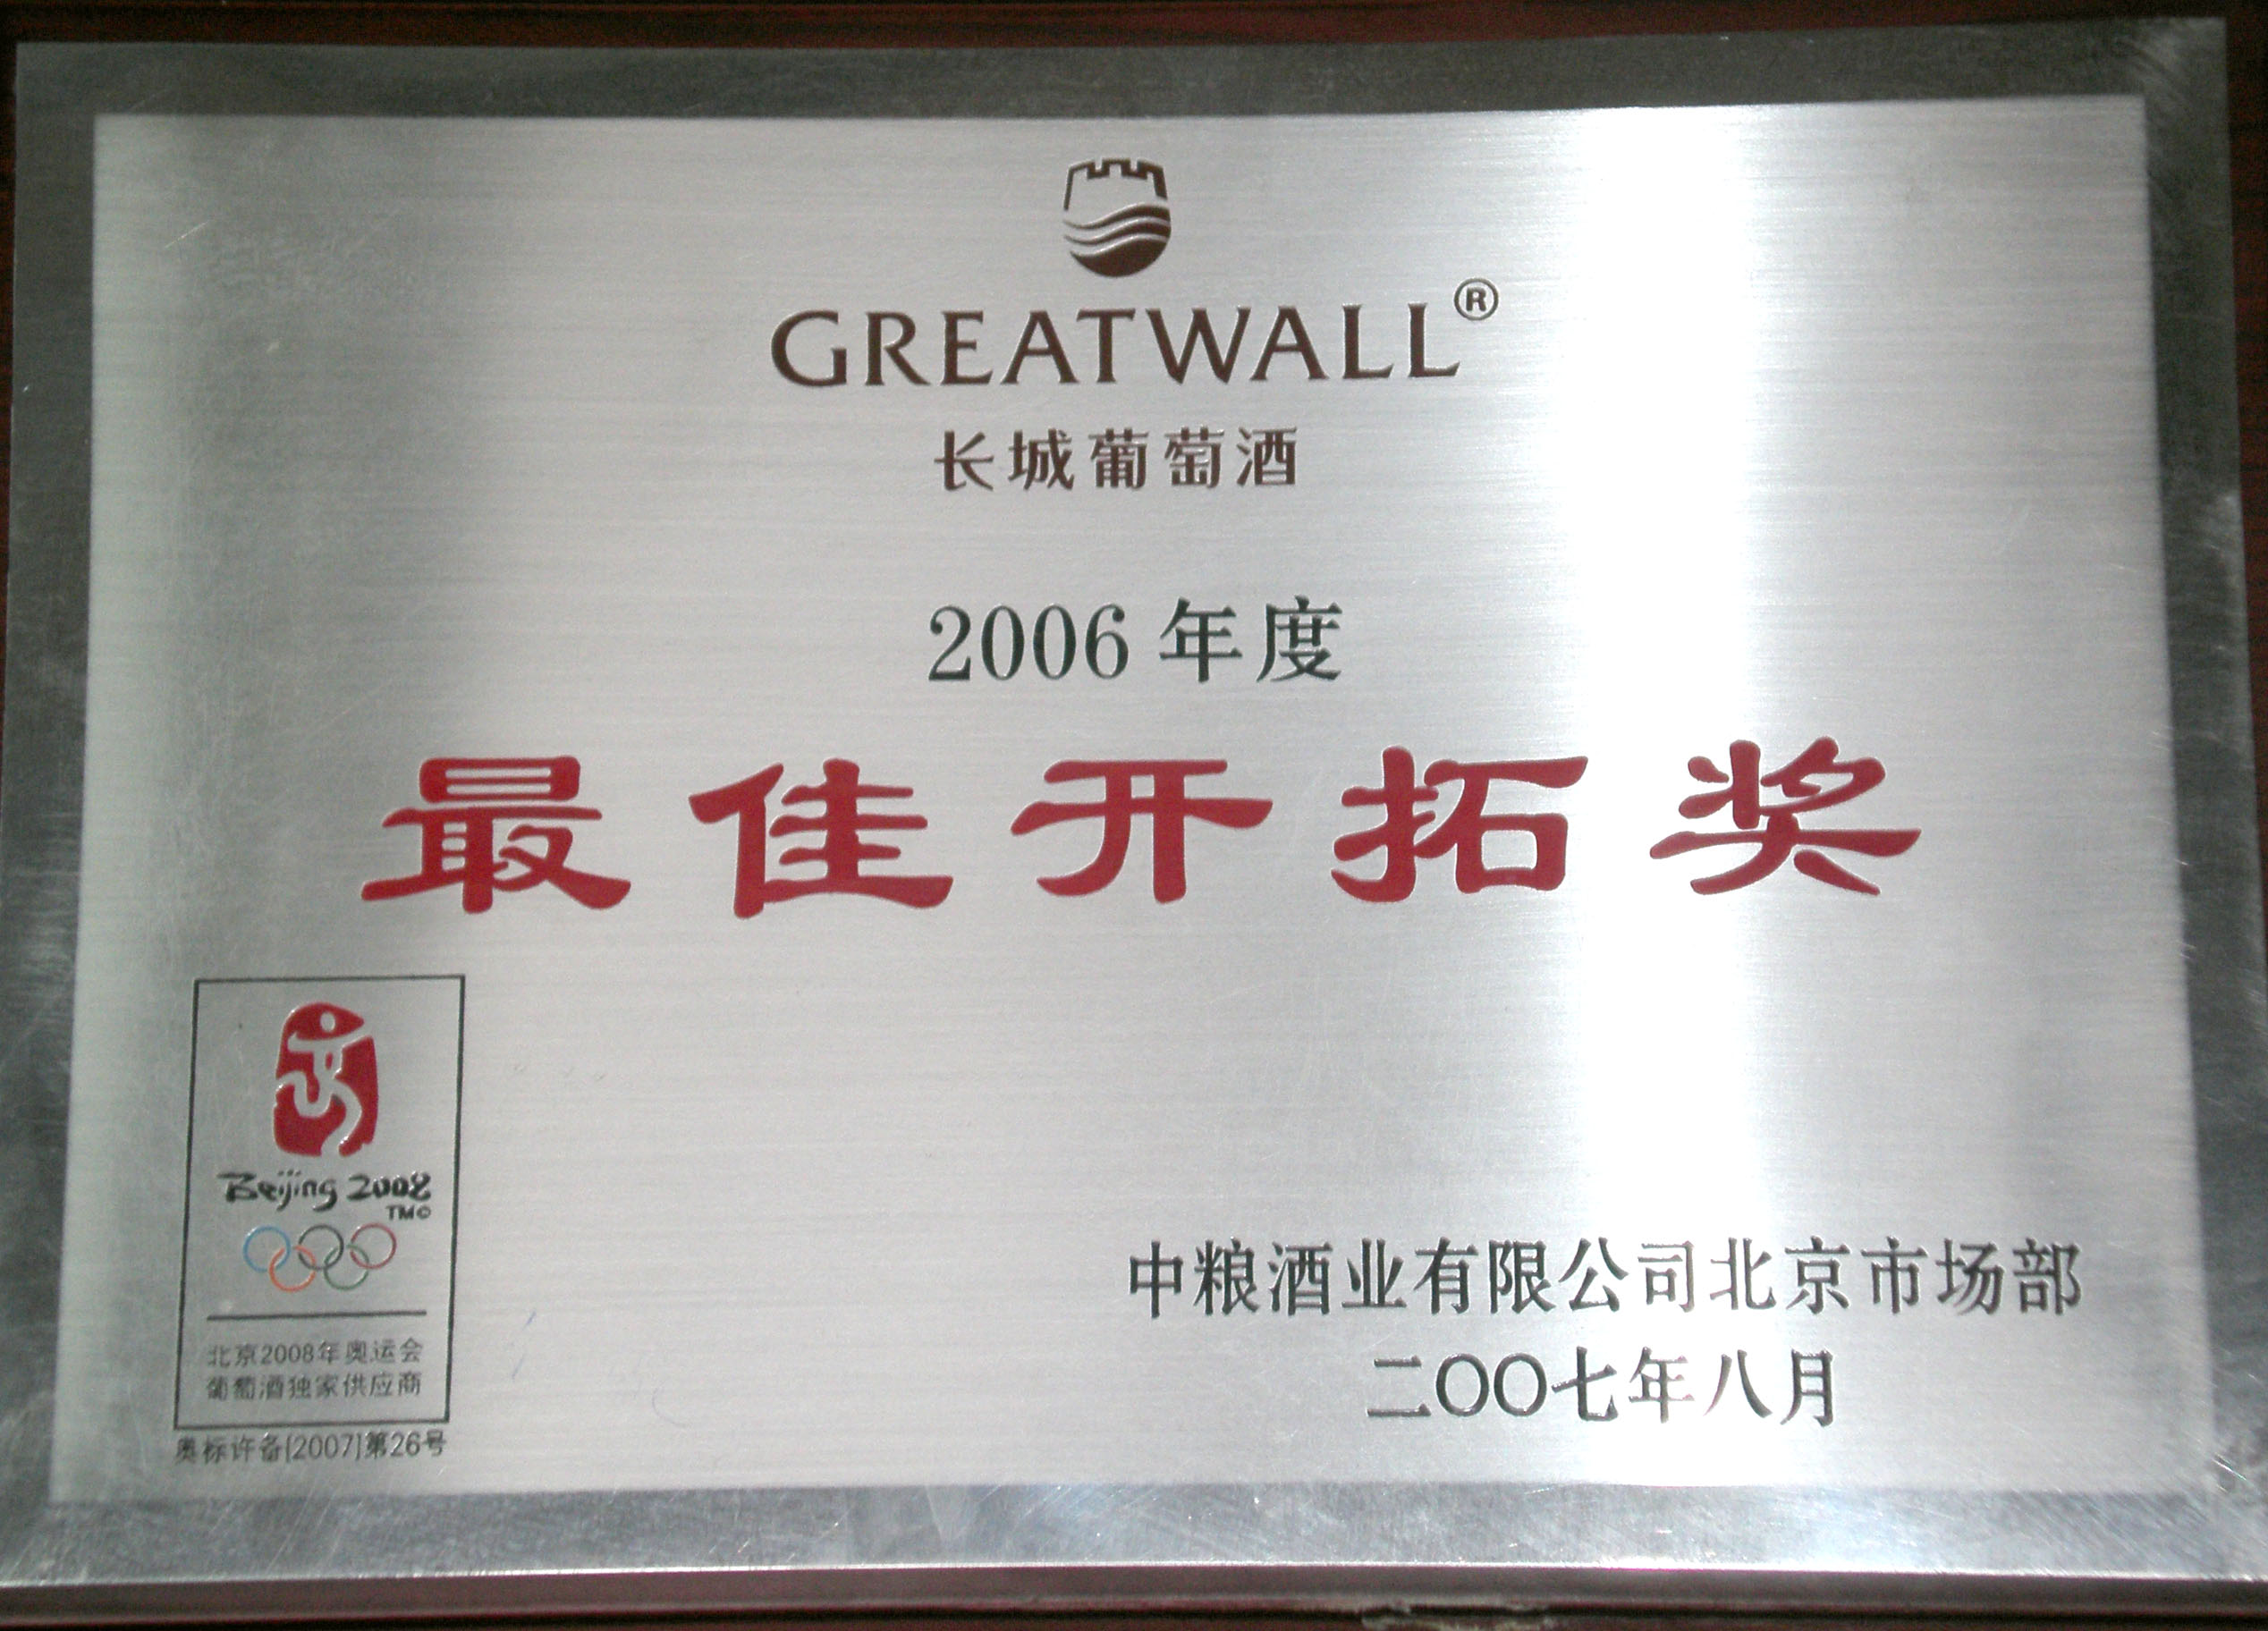 GREATWALL®
长城葡萄酒
2006年度
最佳开拓奖
Beijing 2008
TM©
北京2008年奥运会
葡萄酒独家供应商
奥标许备[2007]第26号
中粮酒业有限公司北京市场部
二〇〇七年八月